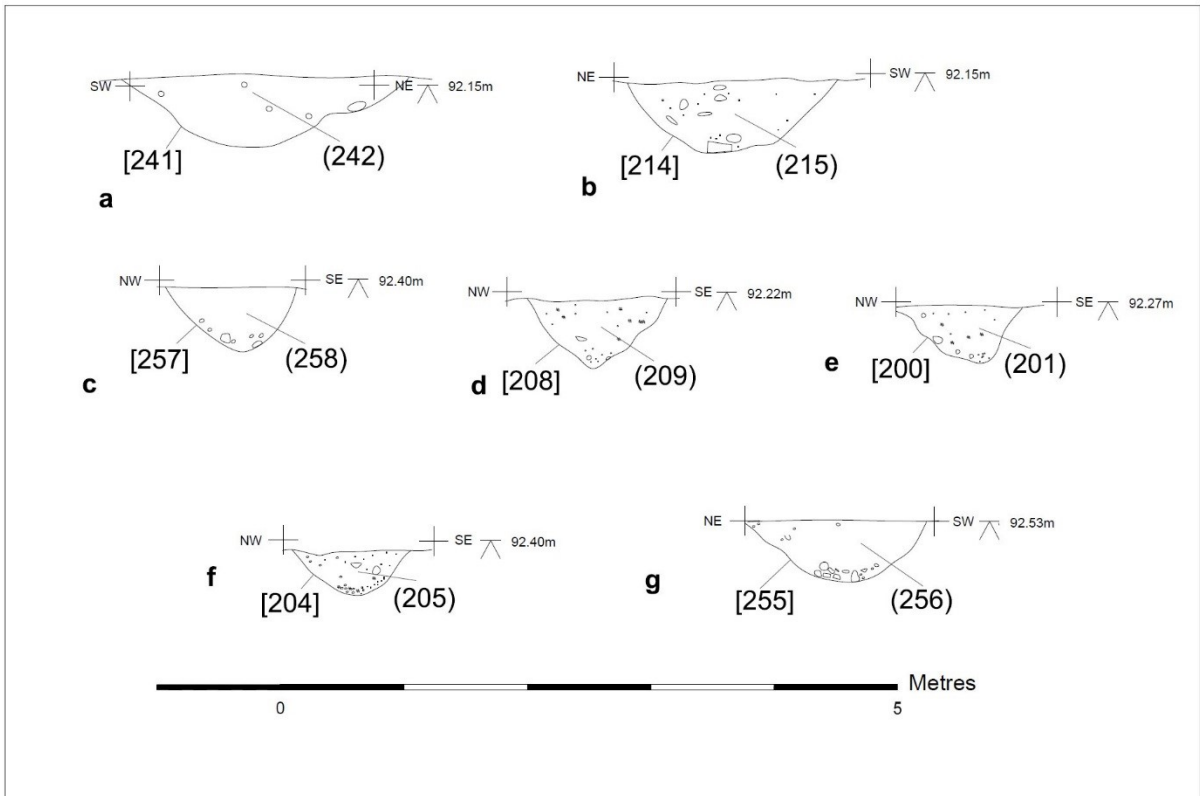 SW NE 92.15m
[241] (242)
a
NE SW 92.15m
[214] (215)
b
NW SE 92.40m
[257] (258)
c
NW SE 92.22m
[208] (209)
d
NW SE 92.27m
[200] (201)
e
NW SE 92.40m
f
[204] (205)
NE SW 92.53m
g
[255] (256)
Metres
0 5